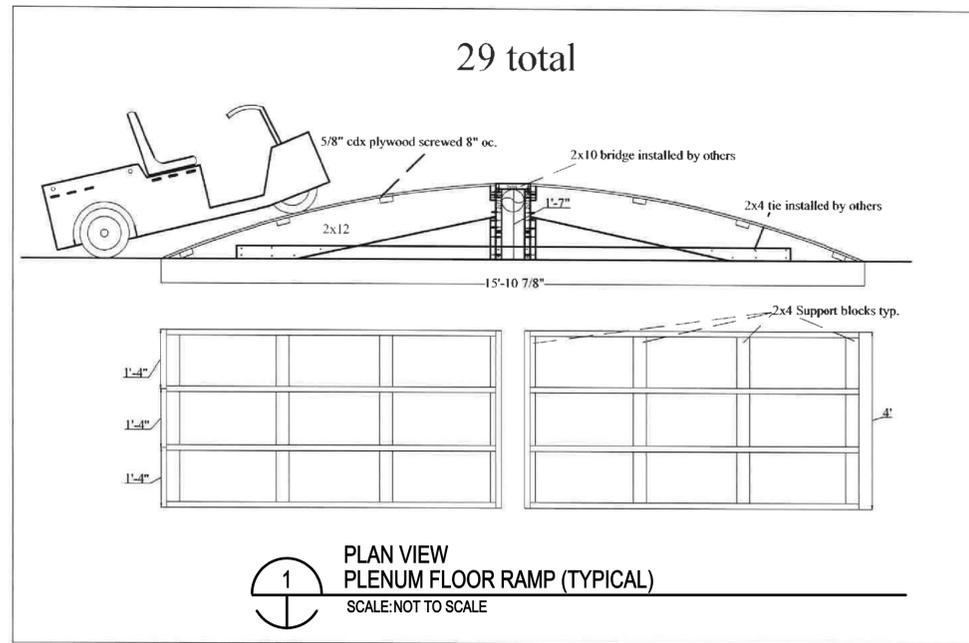 29 total
5/8" cdx plywood screwed 8" oc.
2x10 bridge installed by others
1'-7"
2x4 tie installed by others
2x12
15'-10 7/8"
2x4 Support blocks typ.
1'-4"
4'
1'-4"
1'-4"
1
PLAN VIEW
PLENUM FLOOR RAMP (TYPICAL)
SCALE:NOT TO SCALE